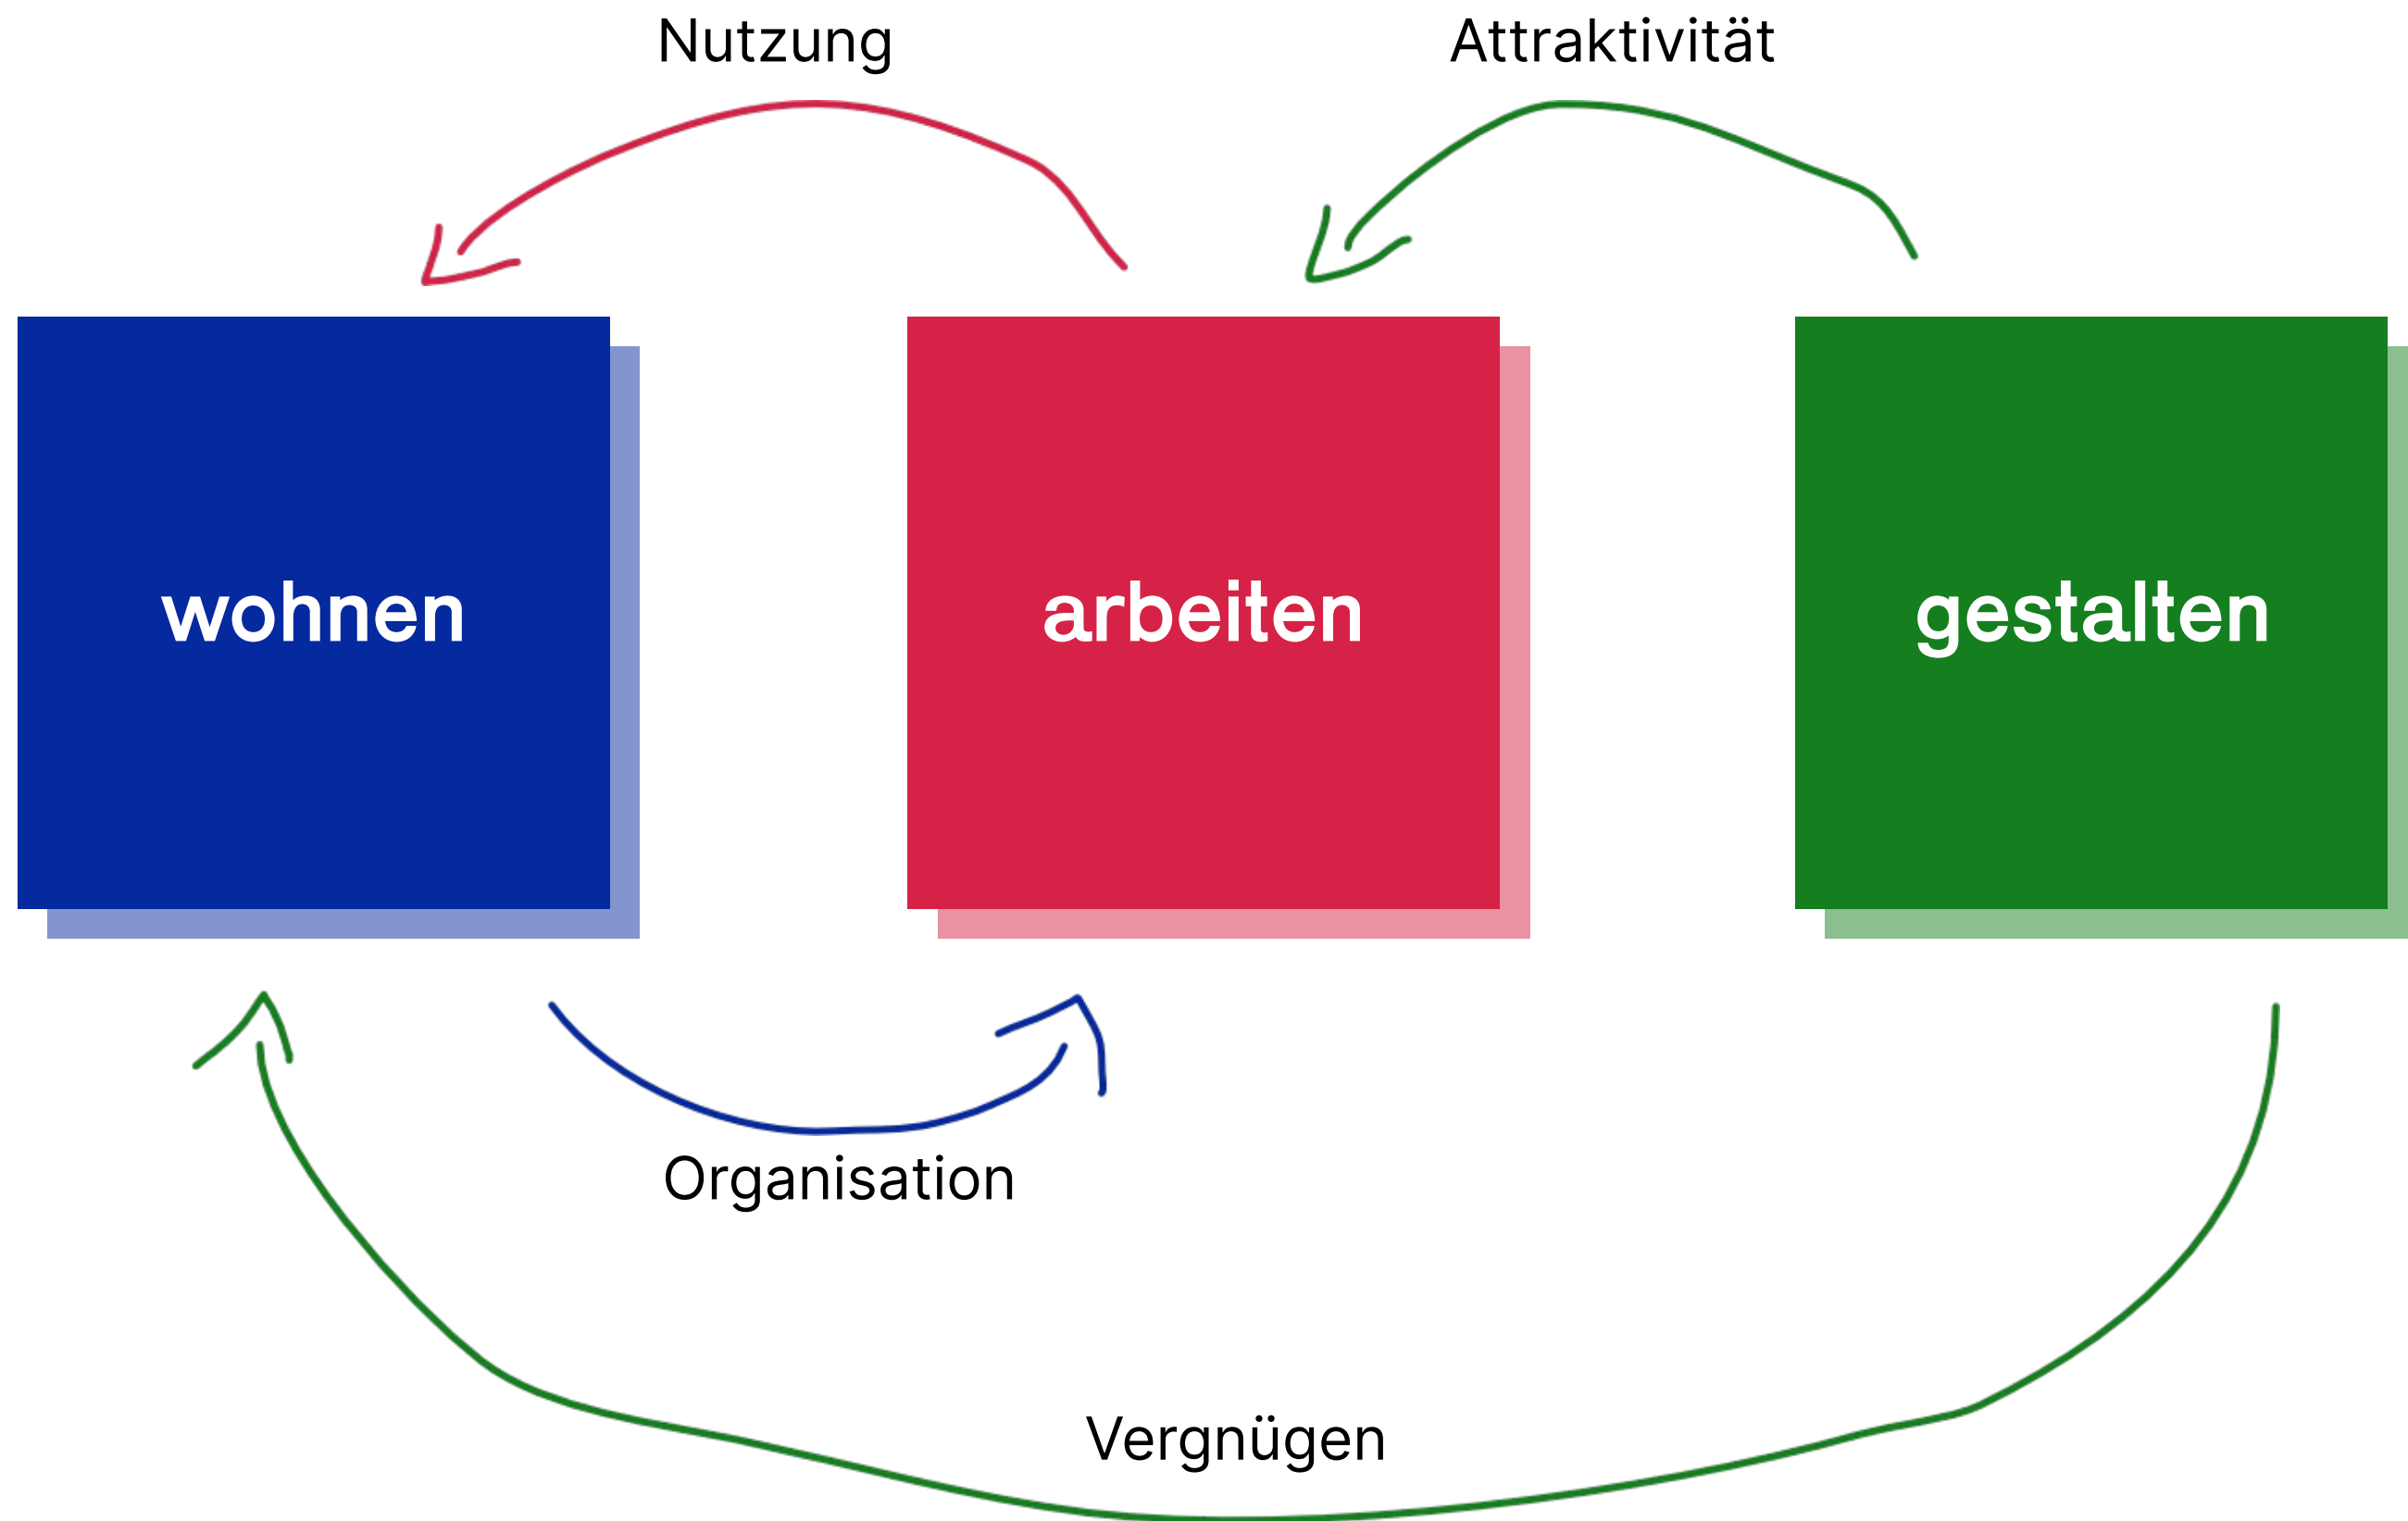 Nutzung
Attraktivität
wohnen
arbeiten
gestalten
Organisation
Vergnügen